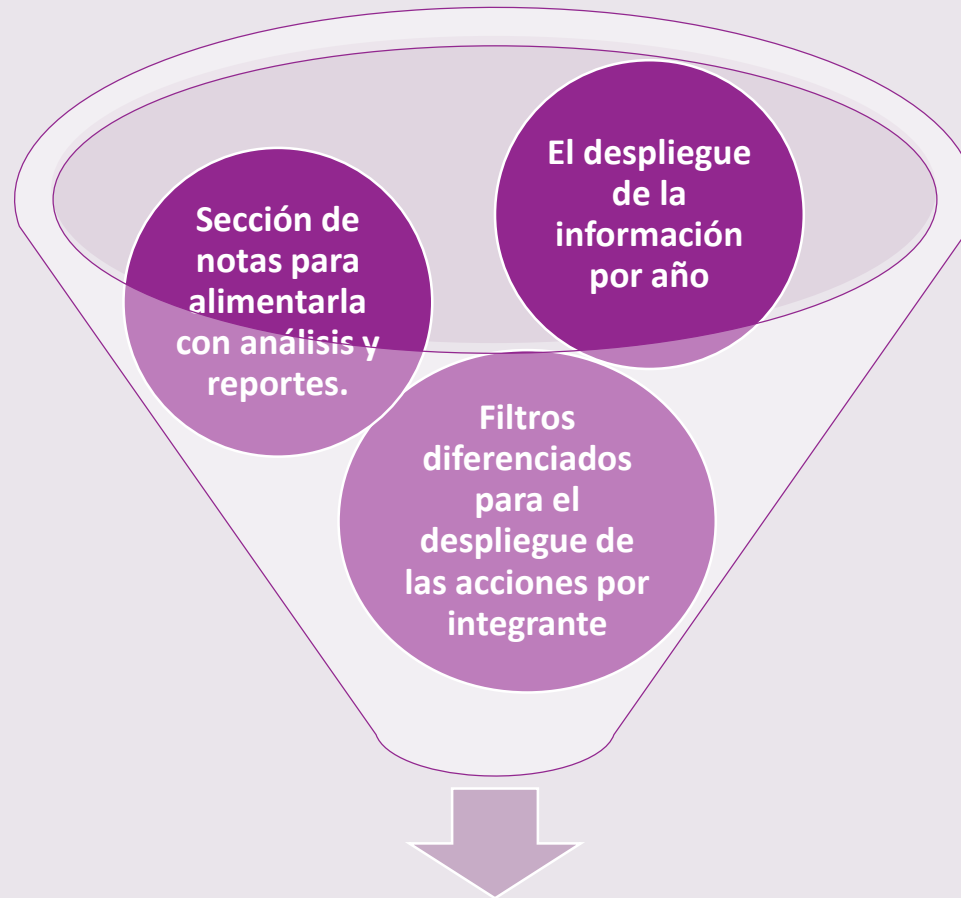 Sección de
notas para
alimentarla
con análisis y
reportes.
El despliegue
de la
información
por año
Filtros
diferenciados
para el
despliegue de
las acciones por
integrante